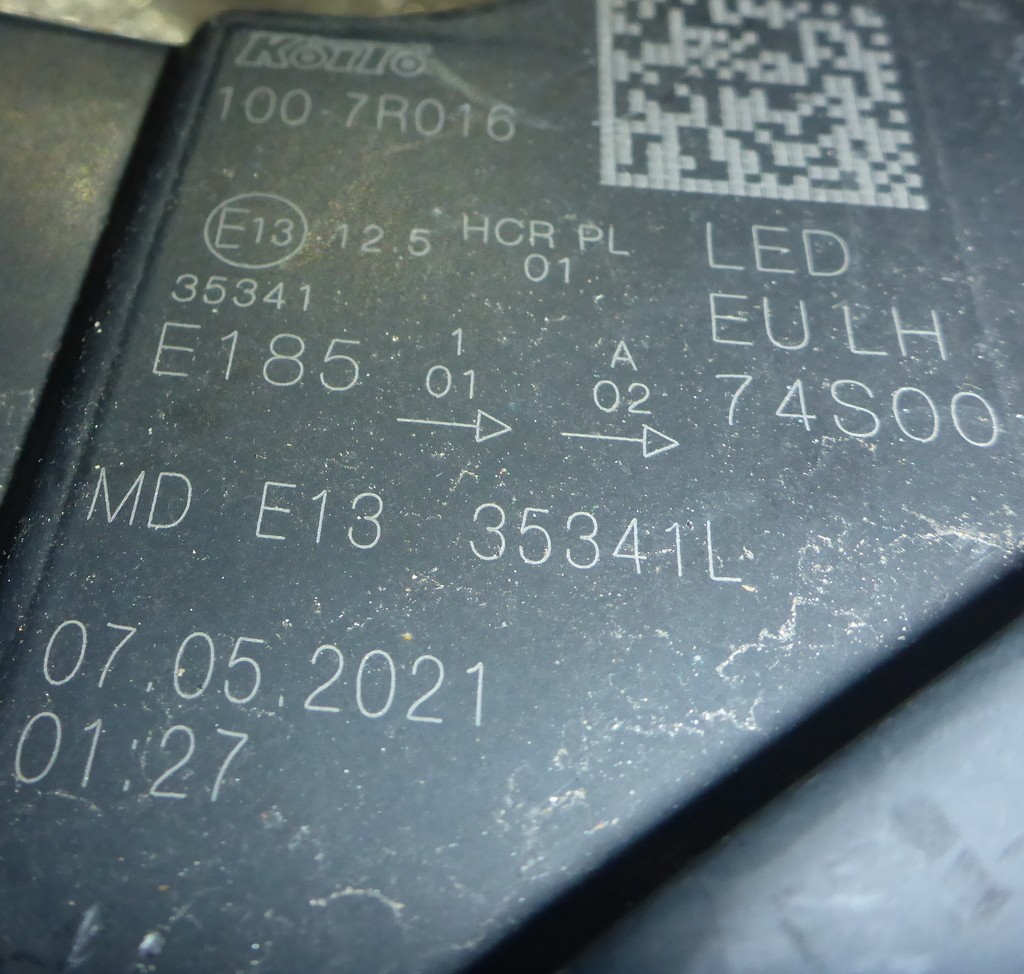 KOITO
100-7R016
E13 12.5 HCR PL LED
01
35341 EU LH
E185 1 A 74S00
01 02
MD E13 35341L
07.05.2021
01:27